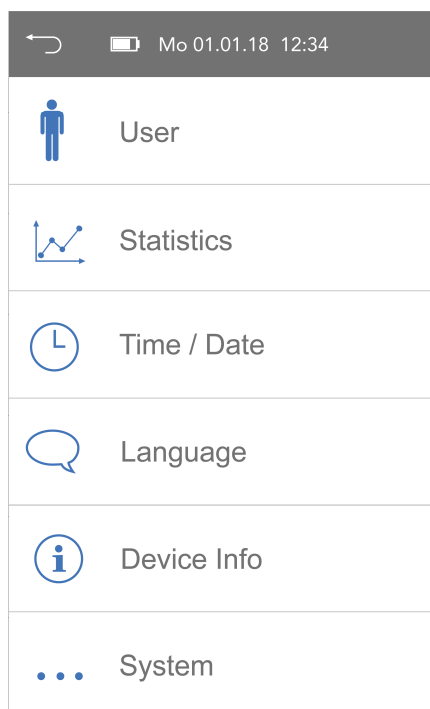 Mo 01.01.18 12:34
User
Statistics
Time / Date
Language
Device Info
System